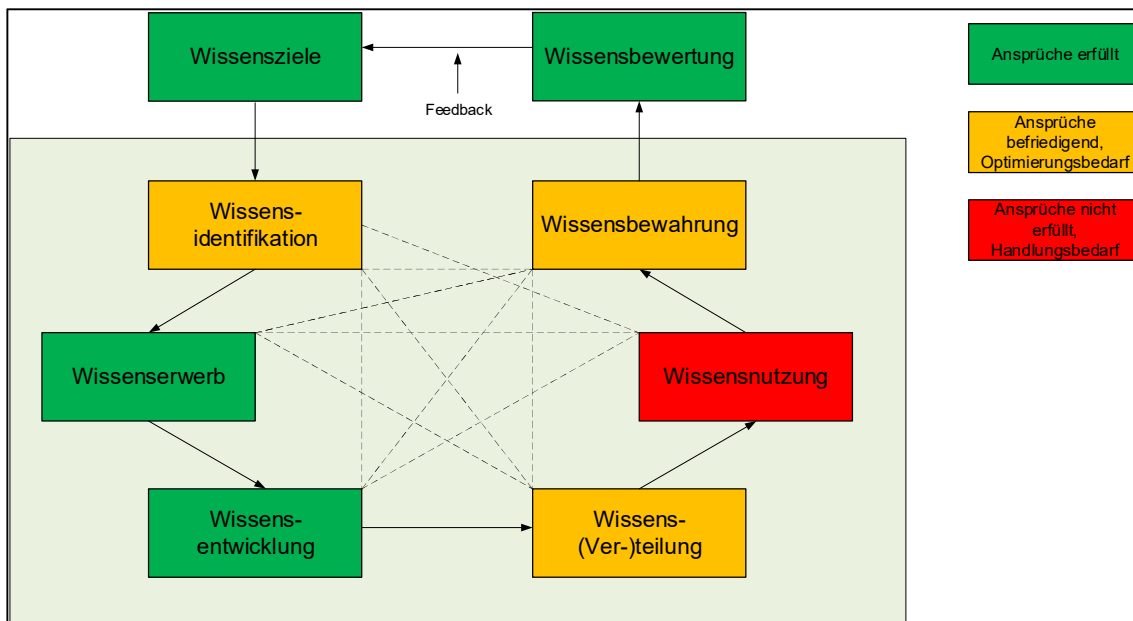 Wissensziele
Wissensbewertung
Feedback
Ansprüche erfüllt
Ansprüche
befriedigend,
Optimierungsbedarf
Ansprüche nicht
erfüllt,
Handlungsbedarf
Wissens-
identifikation
Wissensbewahrung
Wissenserwerb
Wissensnutzung
Wissens-
entwicklung
Wissens-
(Ver-)teilung